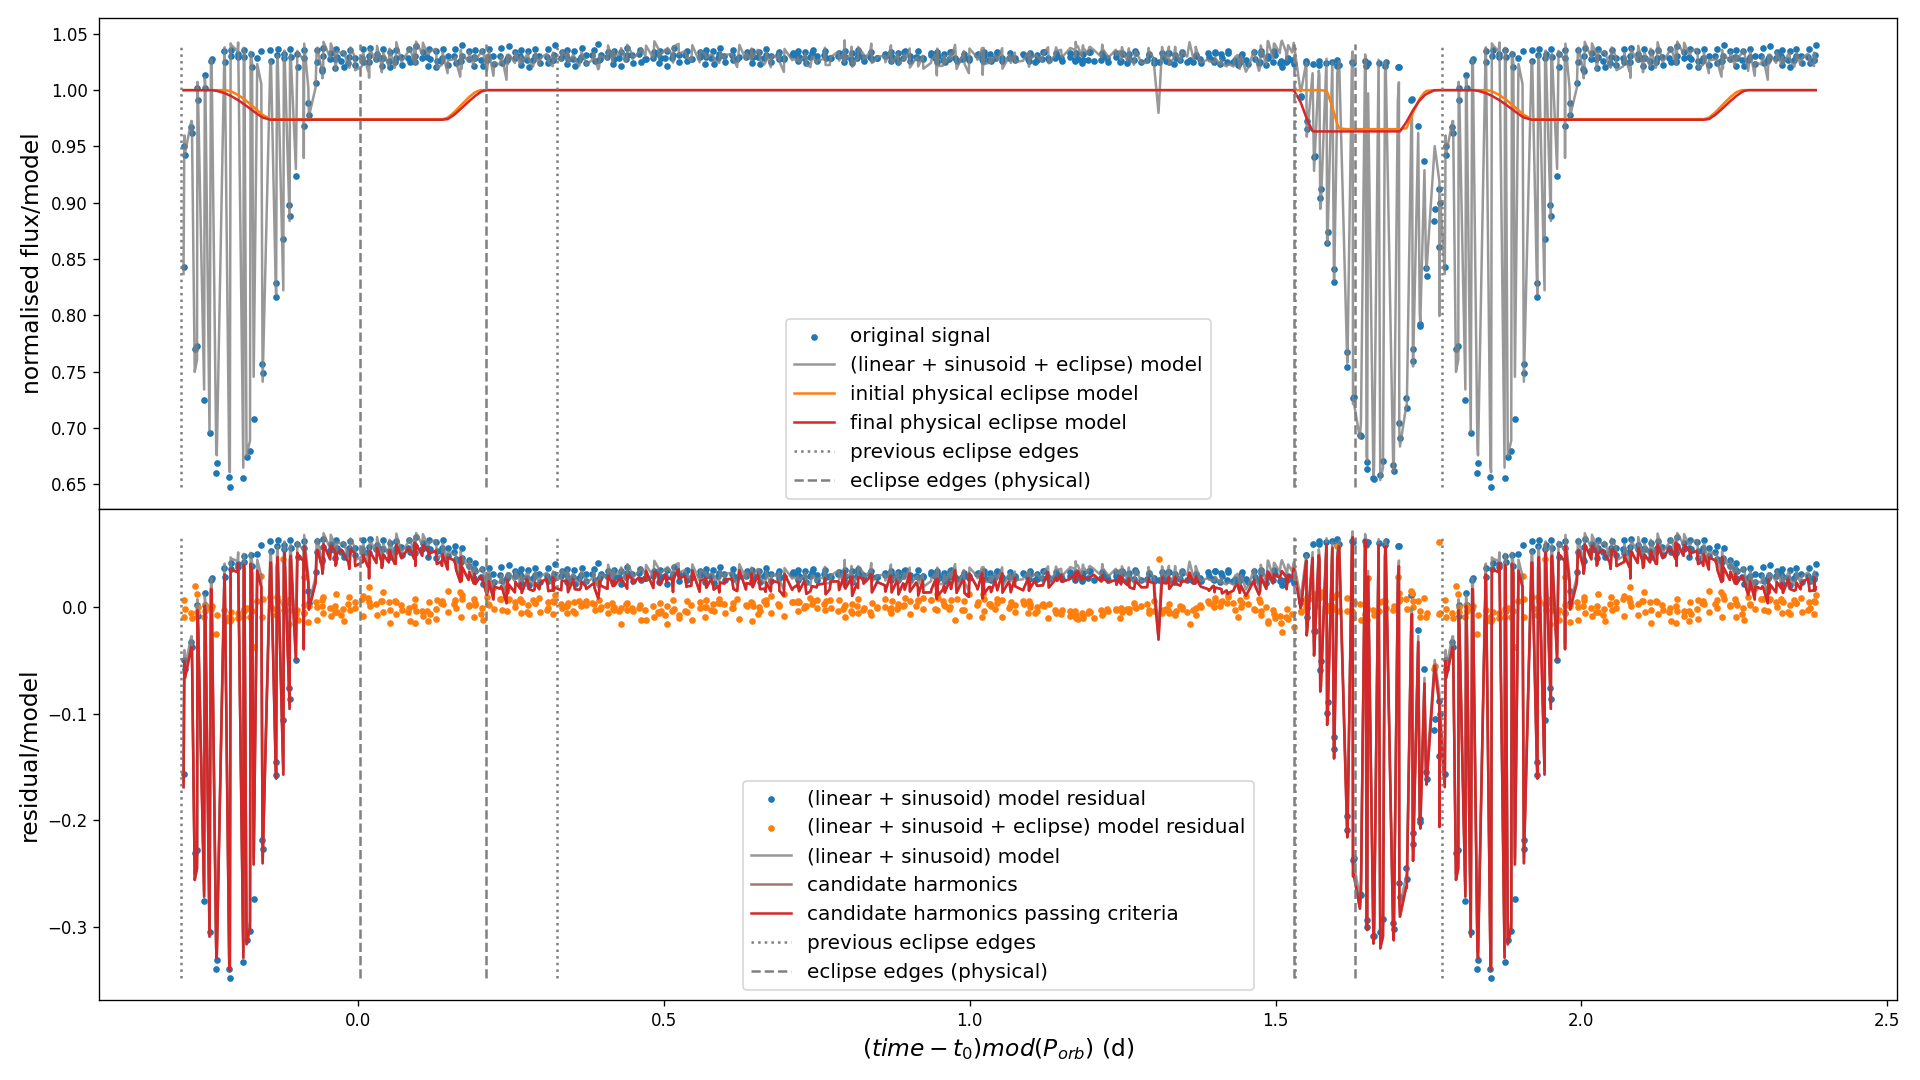 normalised flux/model
1.05
1.00
0.95
0.90
0.85
0.80
0.75
0.70
0.65
original signal
(linear + sinusoid + eclipse) model
initial physical eclipse model
final physical eclipse model
previous eclipse edges
eclipse edges (physical)
residual/model
0.0
−0.1
−0.2
−0.3
(linear + sinusoid) model residual
(linear + sinusoid + eclipse) model residual
(linear + sinusoid) model
candidate harmonics
candidate harmonics passing criteria
previous eclipse edges
eclipse edges (physical)
0.0 0.5 1.0 1.5 2.0 2.5
(time − t₀)mod(Pₒᵣb) (d)